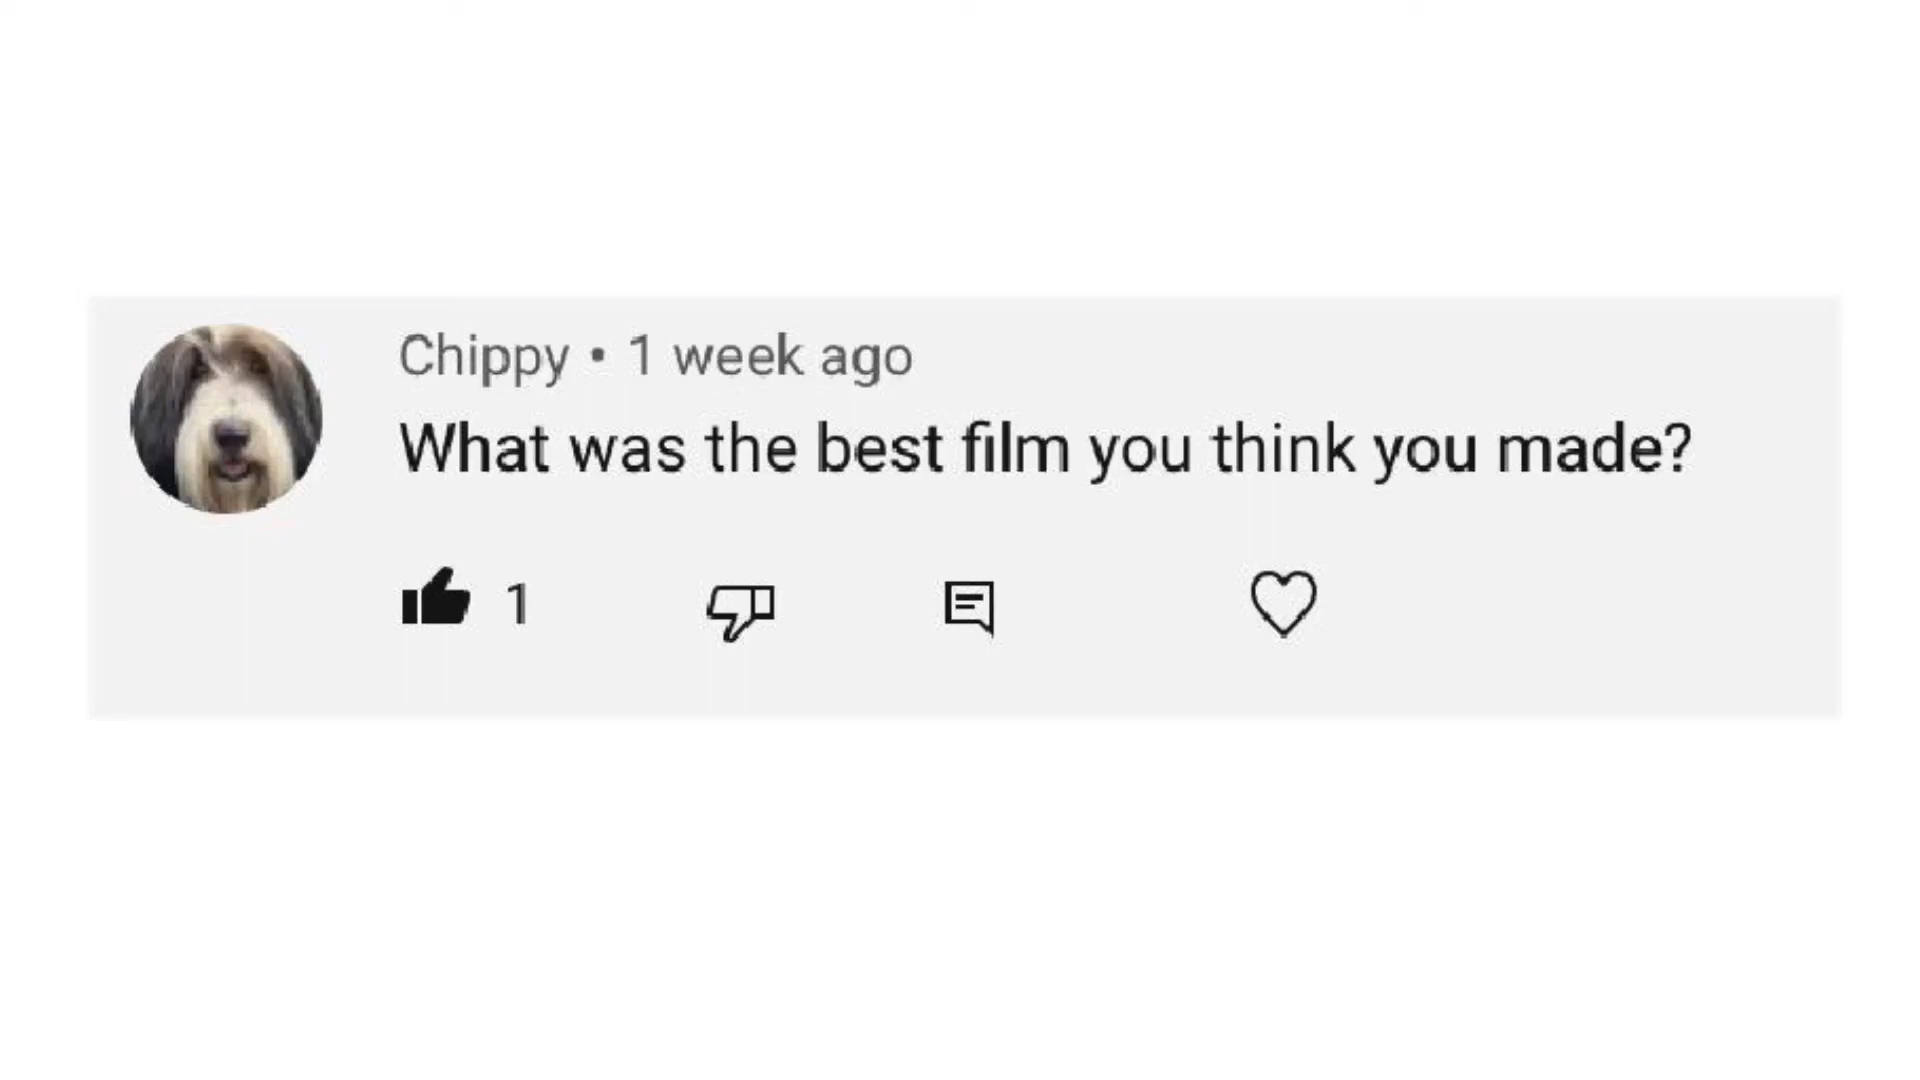 Chippy • 1 week ago
What was the best film you think you made?
1